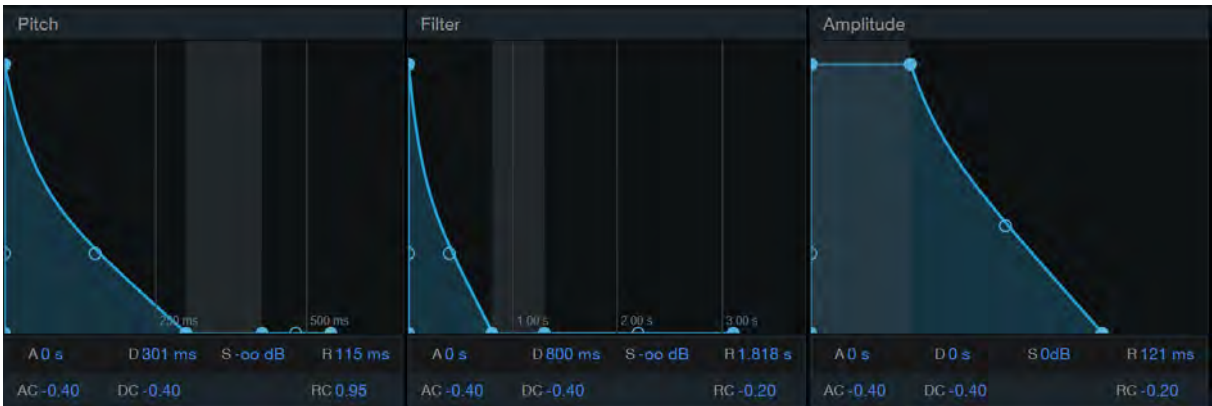 Pitch
250 ms 500 ms
A 0 s D 301 ms S -oo dB R 115 ms
AC -0.40 DC -0.40 RC 0.95
Filter
1.00 s 2.00 s 3.00 s
A 0 s D 800 ms S -oo dB R 1.818 s
AC -0.40 DC -0.40 RC -0.20
Amplitude
A 0 s D 0 s S 0dB R 121 ms
AC -0.40 DC -0.40 RC -0.20